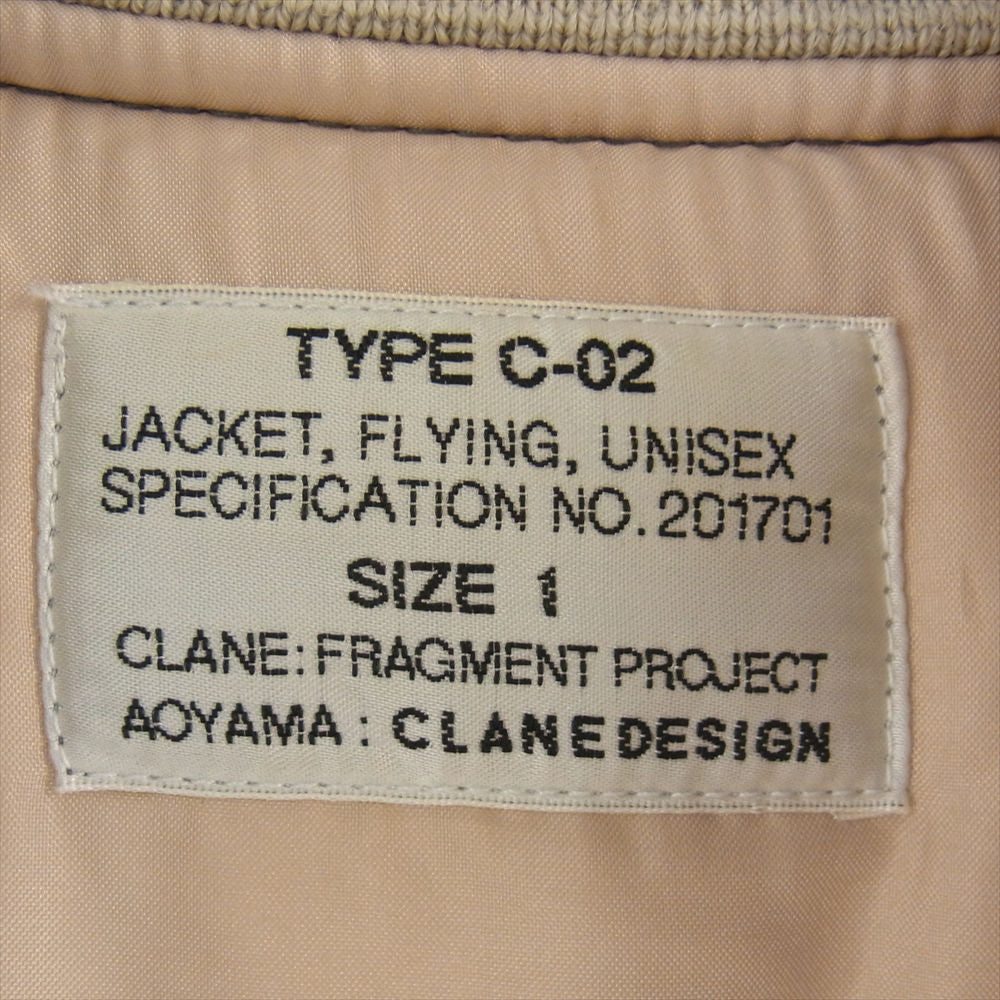 TYPE C-02
JACKET, FLYING, UNISEX
SPECIFICATION NO.201701
SIZE 1
CLANE: FRAGMENT PROJECT
AOYAMA : CLANEDESIGN